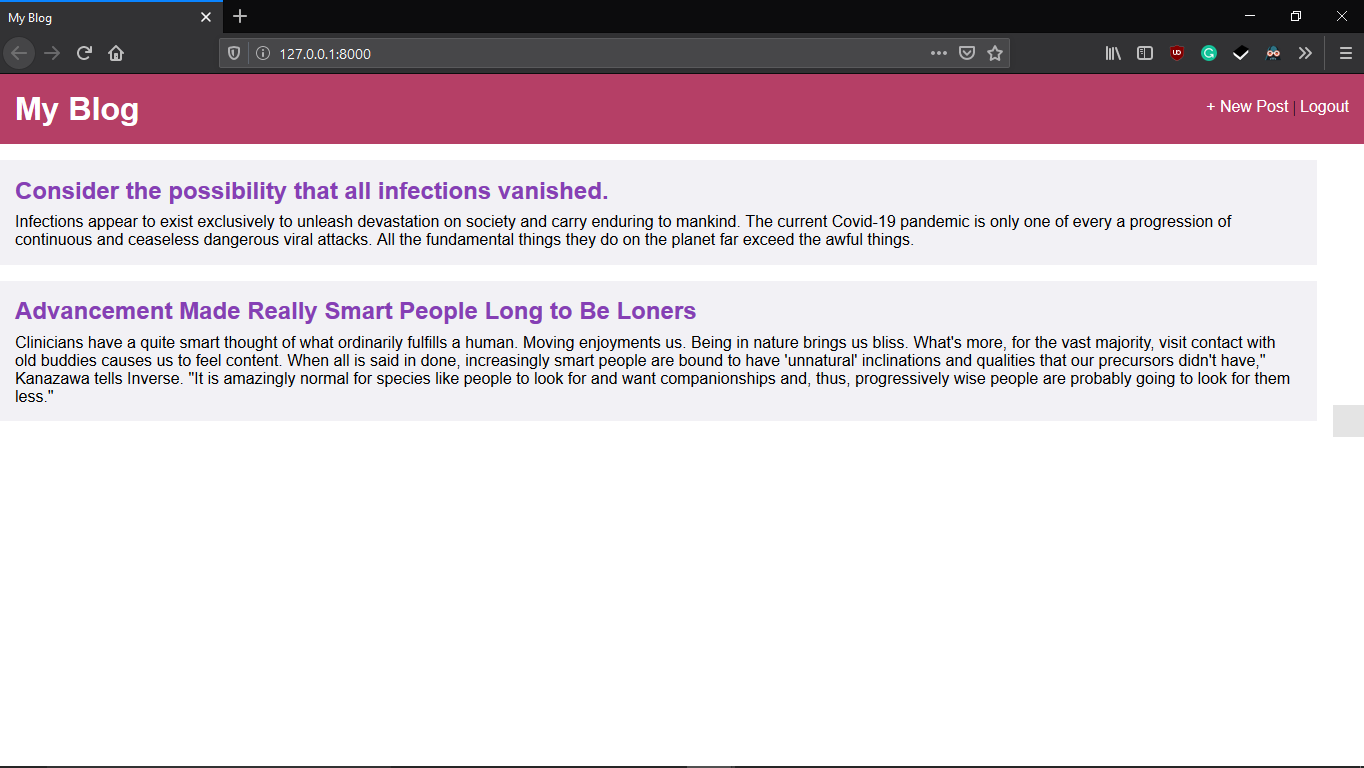 My Blog
127.0.0.1:8000
My Blog
+ New Post | Logout
Consider the possibility that all infections vanished.
Infections appear to exist exclusively to unleash devastation on society and carry enduring to mankind. The current Covid-19 pandemic is only one of every a progression of
continuous and ceaseless dangerous viral attacks. All the fundamental things they do on the planet far exceed the awful things.
Advancement Made Really Smart People Long to Be Loners
Clinicians have a quite smart thought of what ordinarily fulfills a human. Moving enjoyments us. Being in nature brings us bliss. What's more, for the vast majority, visit contact with
old buddies causes us to feel content. When all is said in done, increasingly smart people are bound to have 'unnatural' inclinations and qualities that our precursors didn't have,"
Kanazawa tells Inverse. "It is amazingly normal for species like people to look for and want companionships and, thus, progressively wise people are probably going to look for them
less."